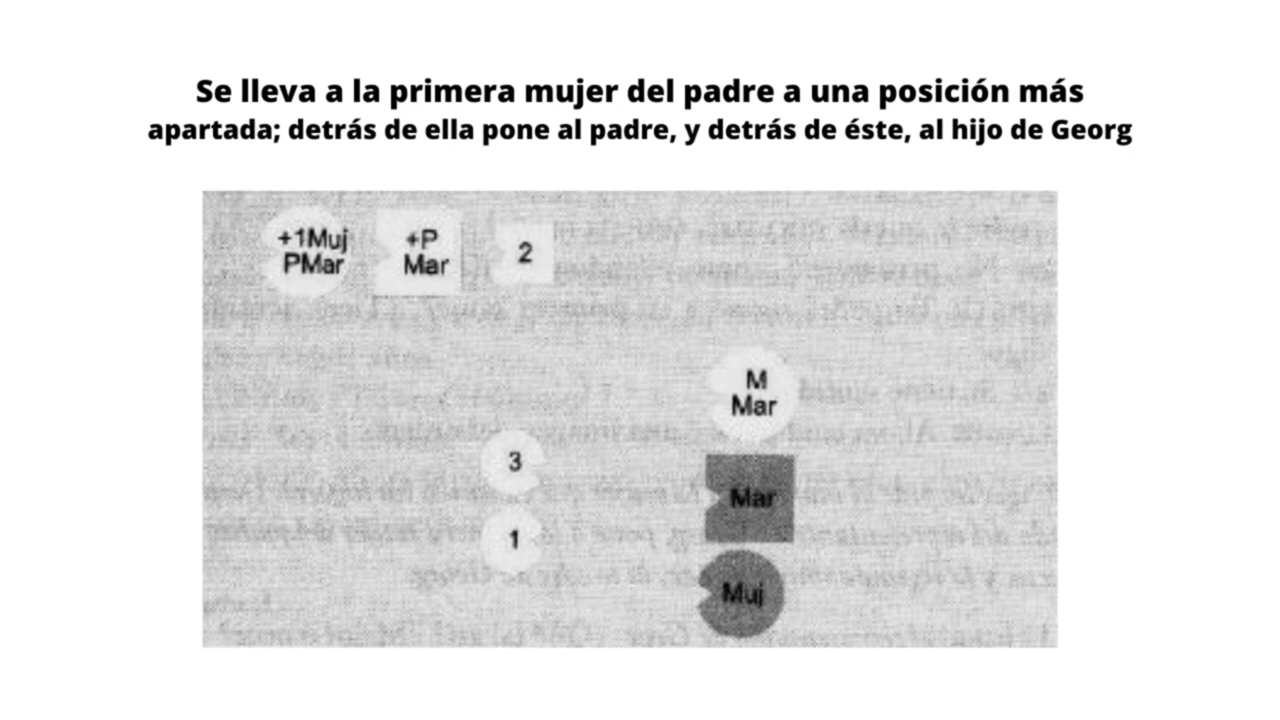 Se lleva a la primera mujer del padre a una posición más
apartada; detrás de ella pone al padre, y detrás de éste, al hijo de Georg
+1Muj
PMar
+P
Mar
2
M
Mar
3
Mar
1
Muj